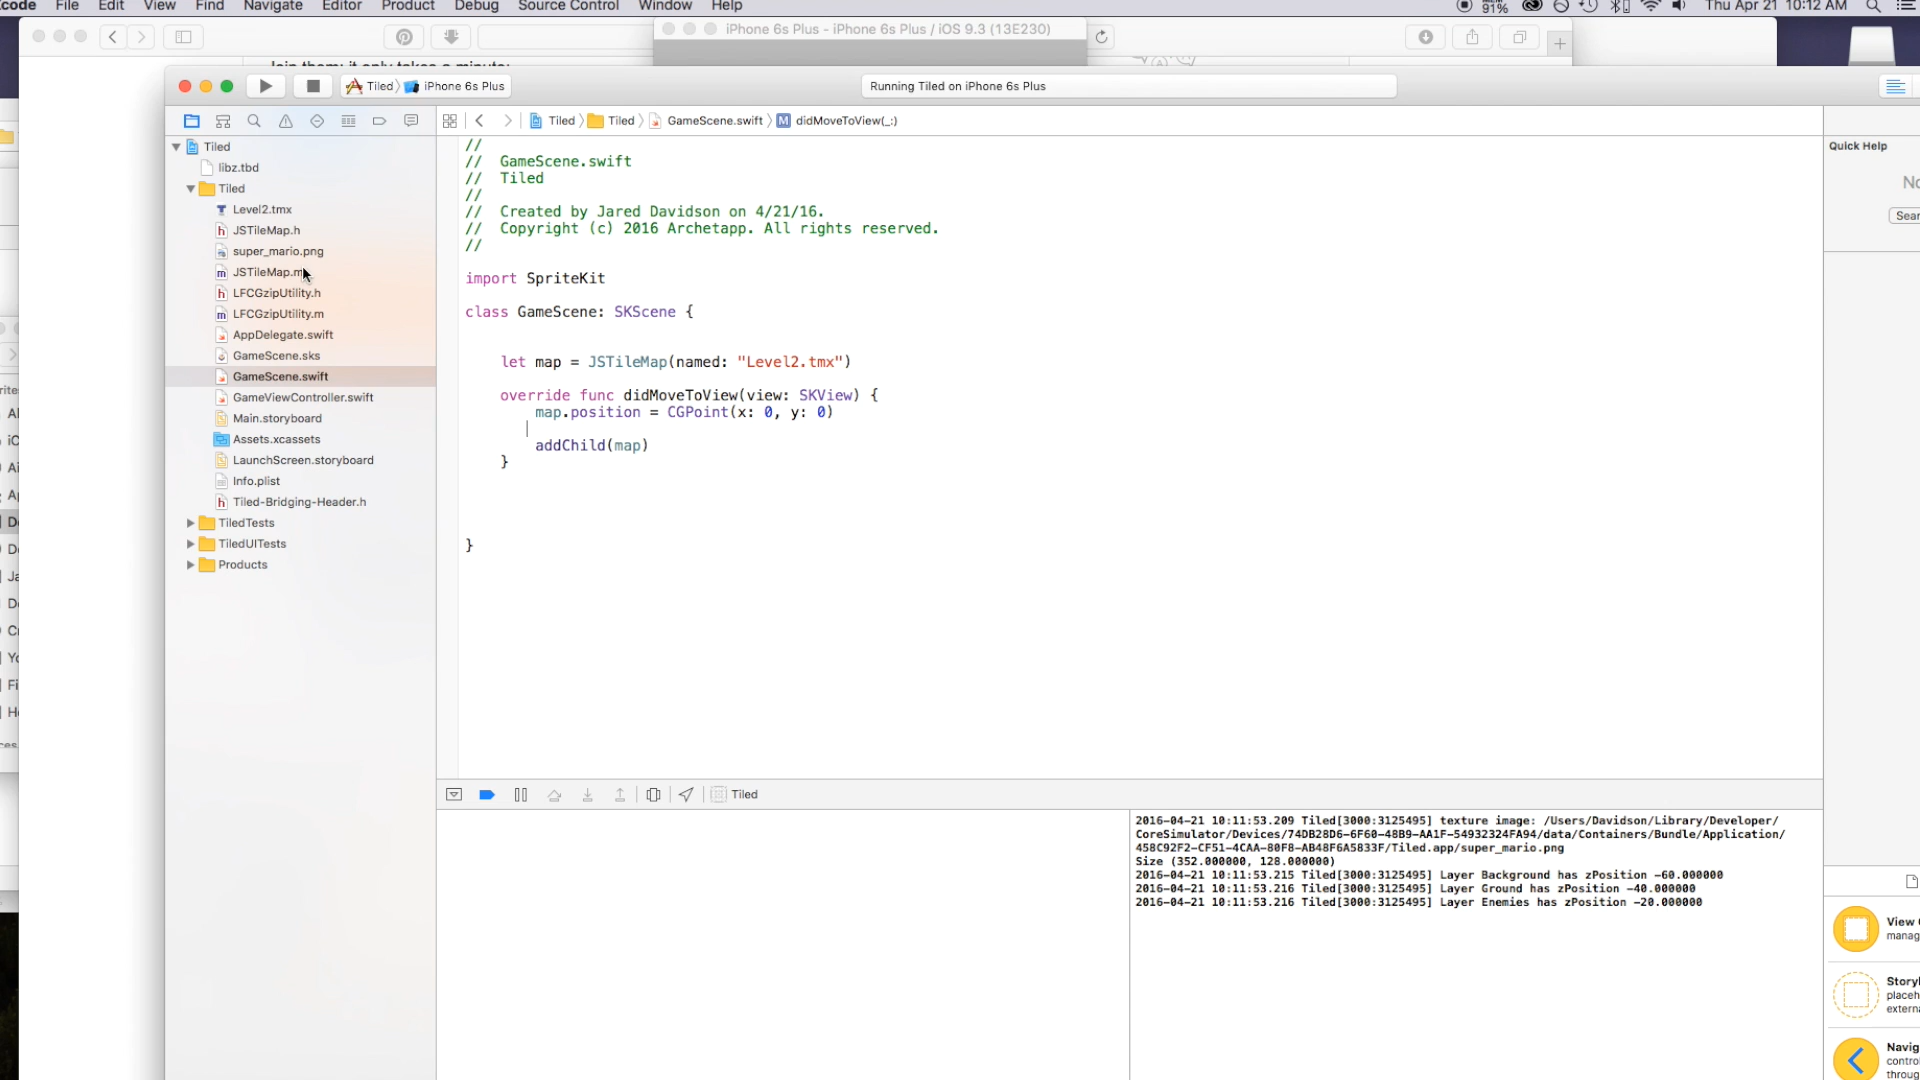 File Edit View Find Navigate Editor Product Debug Source Control Window Help
91% Thu Apr 21 10:12 AM
iPhone 6s Plus - iPhone 6s Plus / iOS 9.3 (13E230)
Tiled iPhone 6s Plus
Running Tiled on iPhone 6s Plus
Tiled Tiled GameScene.swift M didMoveToView(_:)
Tiled
libz.tbd
Tiled
Level2.tmx
h JSTileMap.h
super_mario.png
m JSTileMap.m
h LFCGzipUtility.h
m LFCGzipUtility.m
AppDelegate.swift
GameScene.sks
GameScene.swift
GameViewController.swift
Main.storyboard
Assets.xcassets
LaunchScreen.storyboard
Info.plist
h Tiled-Bridging-Header.h
TiledTests
TiledUITests
Products
//
// GameScene.swift
// Tiled
//
// Created by Jared Davidson on 4/21/16.
// Copyright (c) 2016 Archetapp. All rights reserved.
//
import SpriteKit
class GameScene: SKScene {
let map = JSTileMap(named: "Level2.tmx")
override func didMoveToView(view: SKView) {
map.position = CGPoint(x: 0, y: 0)
addChild(map)
}
}
Quick Help
Tiled
2016-04-21 10:11:53.209 Tiled[3000:3125495] texture image: /Users/Davidson/Library/Developer/
CoreSimulator/Devices/74DB28D6-6F60-48B9-AA1F-54932324FA94/data/Containers/Bundle/Application/
458C92F2-CF51-4CAA-80F8-AB48F6A5833F/Tiled.app/super_mario.png
Size (352.000000, 128.000000)
2016-04-21 10:11:53.215 Tiled[3000:3125495] Layer Background has zPosition -60.000000
2016-04-21 10:11:53.216 Tiled[3000:3125495] Layer Ground has zPosition -40.000000
2016-04-21 10:11:53.216 Tiled[3000:3125495] Layer Enemies has zPosition -20.000000
View